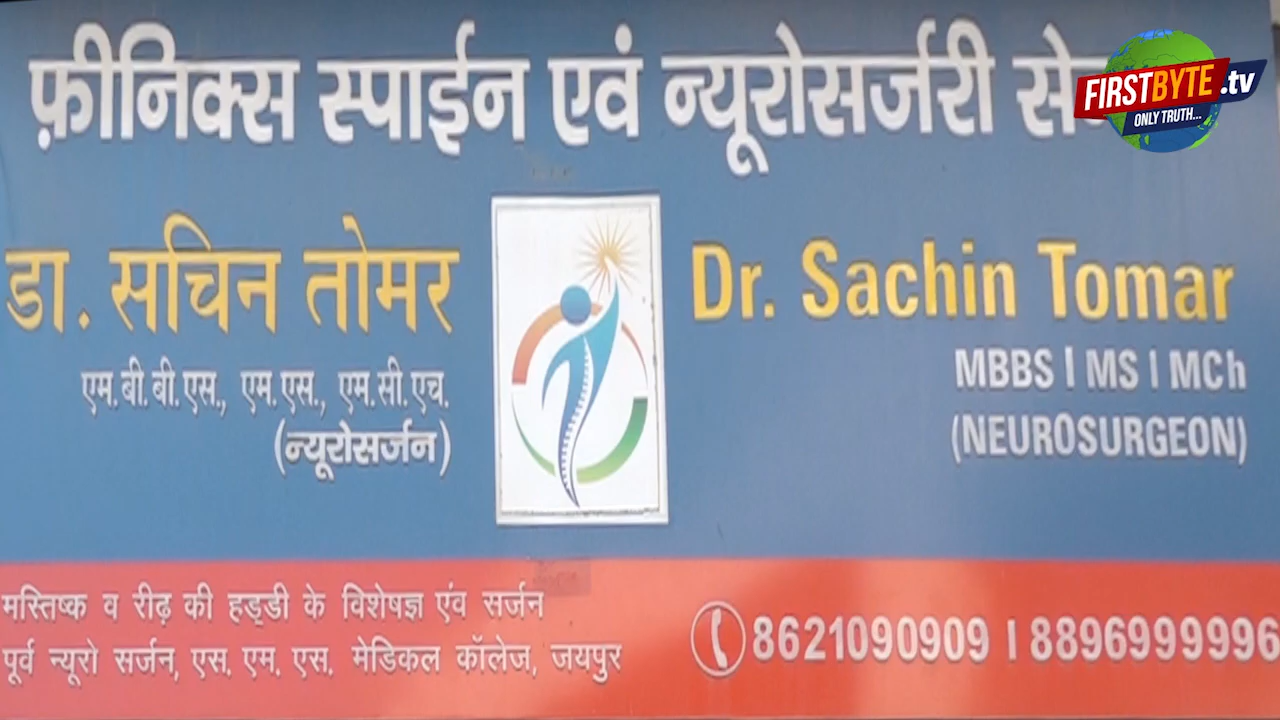 फ़ीनिक्स स्पाईन एवं न्यूरोसर्जरी
FIRSTBYTE.tv
ONLY TRUTH...
डा. सचिन तोमर
एम.बी.बी.एस., एम.एस., एम.सी.एच.
(न्यूरोसर्जन)
Dr. Sachin Tomar
MBBS | MS | MCh
(NEUROSURGEON)
मस्तिष्क व रीढ़ की हड्डी के विशेषज्ञ एंव सर्जन
पूर्व न्यूरो सर्जन, एस. एम. एस. मेडिकल कॉलेज, जयपुर
8621090909 | 8896999996